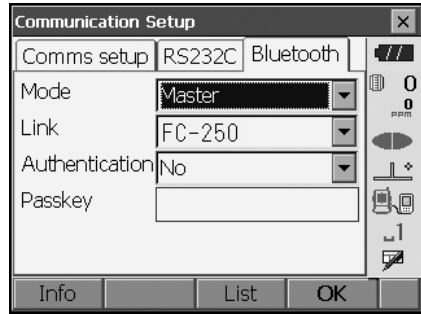 Communication Setup
Comms setup RS232C Bluetooth
Mode Master
0
0
PPM
Link FC-250
Authentication No
Passkey
1
Info List OK